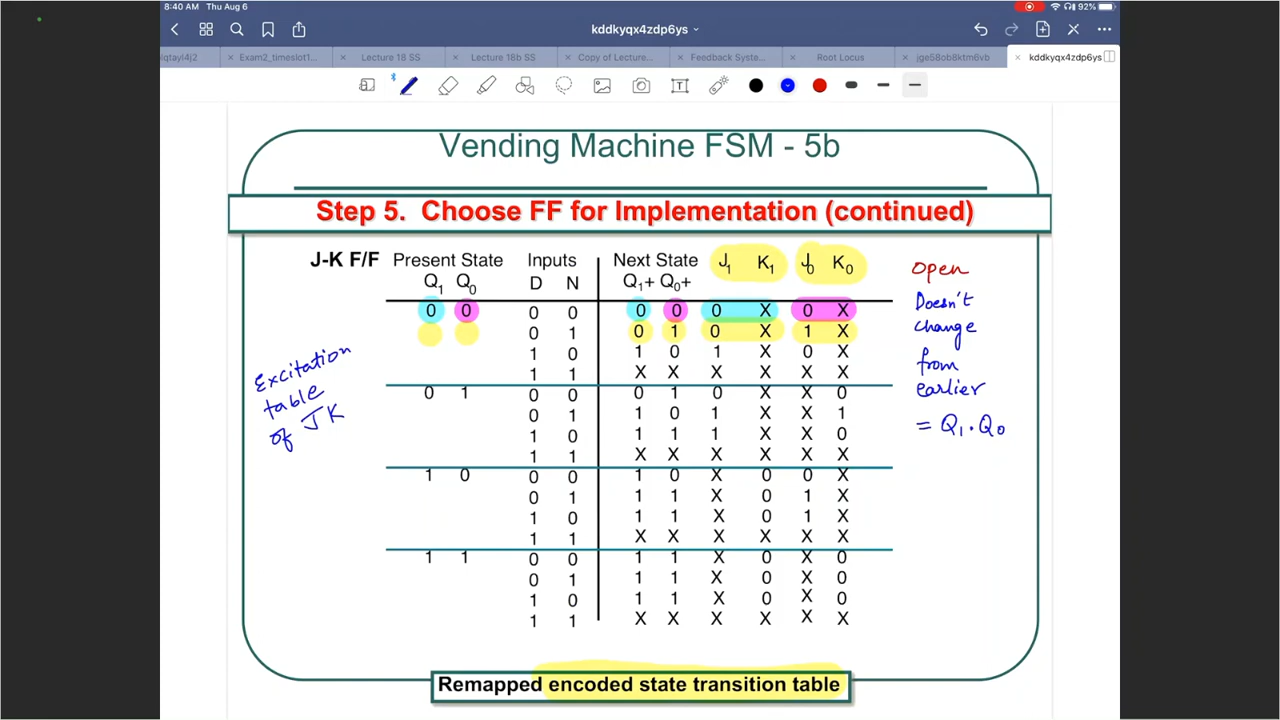 8:40 AM Thu Aug 6
92%
kddkyqx4zdp6ys
lqtayl4j2
Exam2_timeslot1...
Lecture 18 SS
Lecture 18b SS
Copy of Lecture...
Feedback Syste...
Root Locus
jge58ob8ktm6vb
kddkyqx4zdp6ys
Vending Machine FSM - 5b
Step 5. Choose FF for Implementation (continued)
J-K F/F Present State Inputs Next State J1 K1 J0 K0
Q1 Q0 D N Q1+ Q0+
0 0 0 0 0 0 0 X 0 X
0 1 0 1 0 X 1 X
1 0 1 0 1 X 0 X
1 1 X X X X X X
0 1 0 0 0 1 0 X X 0
0 1 1 0 1 X X 1
1 0 1 1 1 X X 0
1 1 X X X X X X
1 0 0 0 1 0 X 0 0 X
0 1 1 1 X 0 1 X
1 0 1 1 X 0 1 X
1 1 X X X X X X
1 1 0 0 1 1 X 0 X 0
0 1 1 1 X 0 X 0
1 0 1 1 X 0 X 0
1 1 X X X X X X
Excitation
table
of JK
Open
Doesn't
change
from
earlier
= Q1.Q0
Remapped encoded state transition table